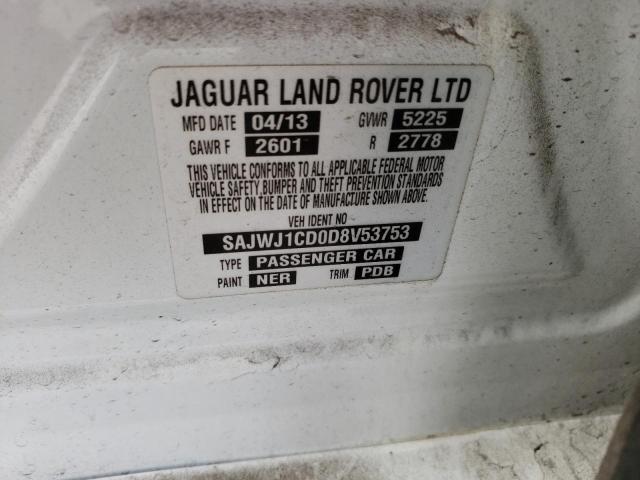 JAGUAR LAND ROVER LTD
MFD DATE 04/13 GVWR 5225
GAWR F 2601 R 2778
THIS VEHICLE CONFORMS TO ALL APPLICABLE FEDERAL MOTOR
VEHICLE SAFETY, BUMPER AND THEFT PREVENTION STANDARDS
IN EFFECT ON THE DATE OF MANUFACTURE SHOWN ABOVE.
VEH IDENT NO
SAJWJ1CD0D8V53753
TYPE PASSENGER CAR
PAINT NER TRIM PDB